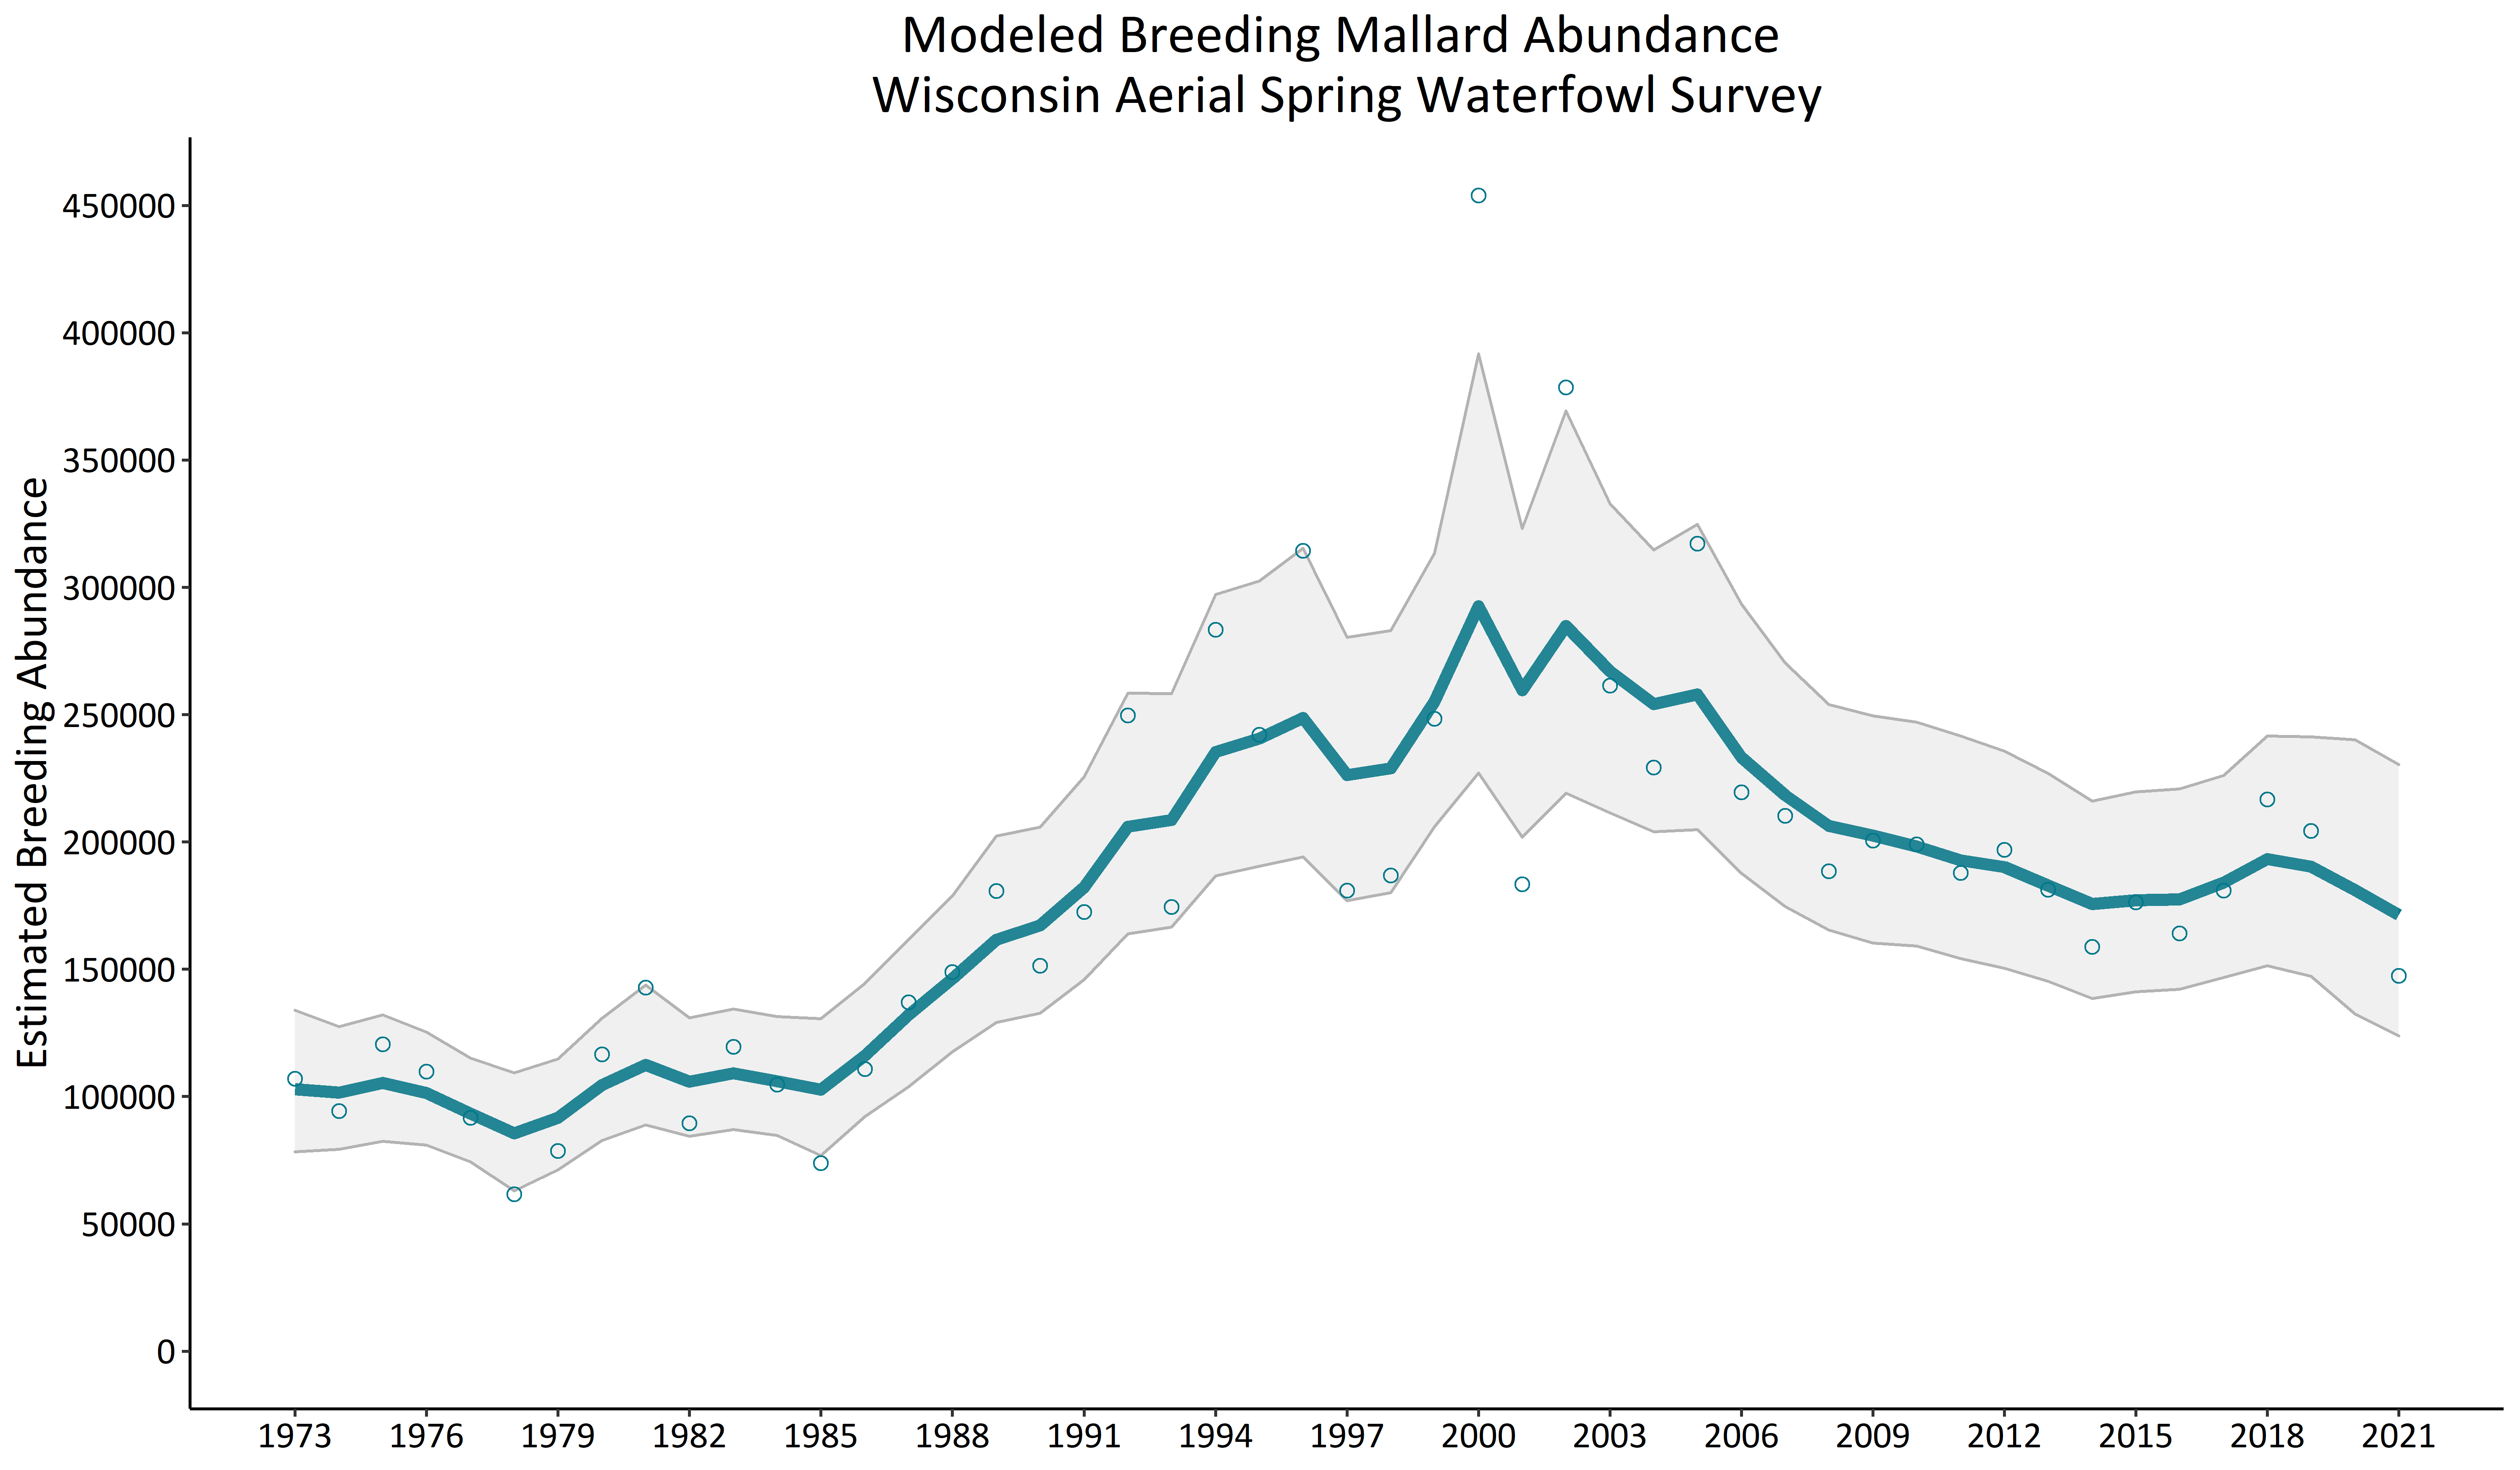 Modeled Breeding Mallard Abundance
Wisconsin Aerial Spring Waterfowl Survey
Estimated Breeding Abundance
450000
400000
350000
300000
250000
200000
150000
100000
50000
0
1973 1976 1979 1982 1985 1988 1991 1994 1997 2000 2003 2006 2009 2012 2015 2018 2021